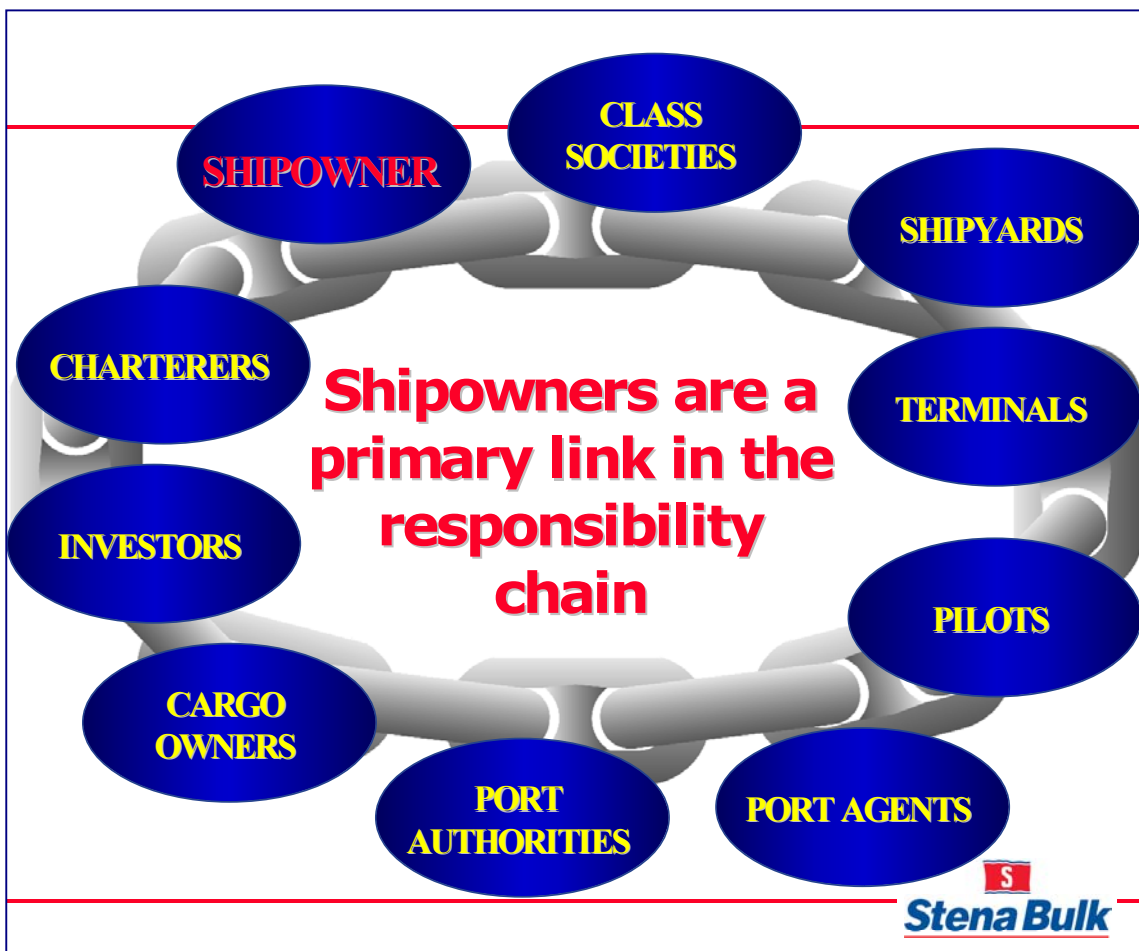 CLASS
SOCIETIES
SHIPOWNER
SHIPYARDS
CHARTERERS
TERMINALS
Shipowners are a
primary link in the
responsibility
chain
INVESTORS
PILOTS
CARGO
OWNERS
PORT
AUTHORITIES
PORT AGENTS
S
Stena Bulk